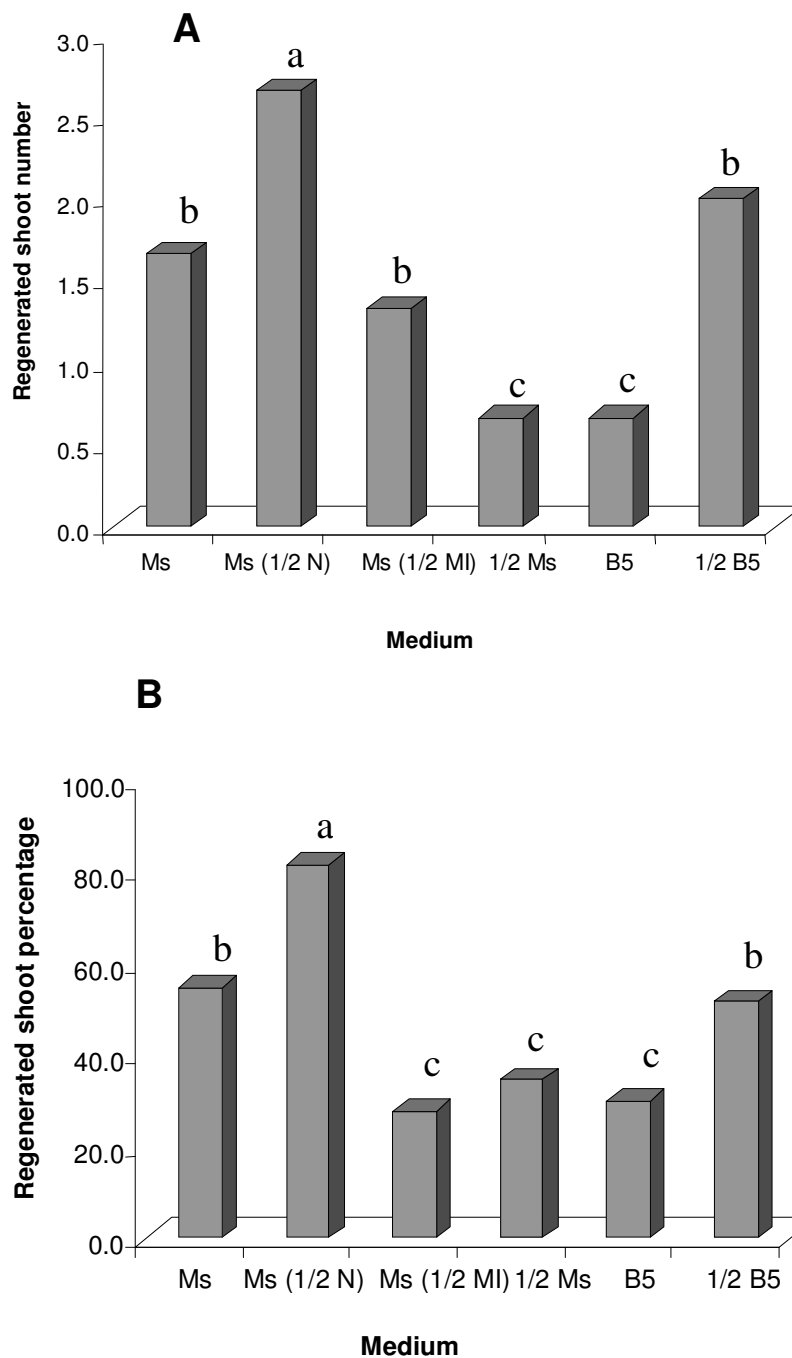 A
Regenerated shoot number
3.0
2.5
2.0
1.5
1.0
0.5
0.0
b
a
b
c
c
b
Ms Ms (1/2 N) Ms (1/2 MI) 1/2 Ms B5 1/2 B5
Medium
B
Regenerated shoot percentage
100.0
80.0
60.0
40.0
20.0
0.0
b
a
c
c
c
b
Ms Ms (1/2 N) Ms (1/2 MI) 1/2 Ms B5 1/2 B5
Medium